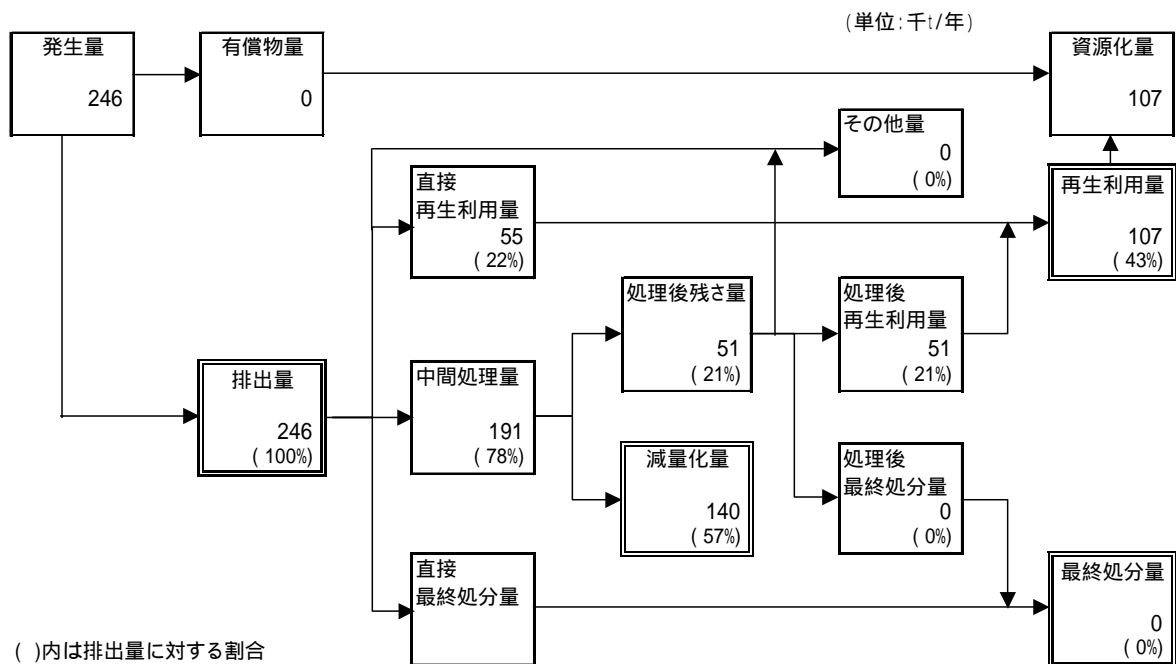 (単位:千t/年)
発生量
246
有償物量
0
資源化量
107
その他量
0
( 0%)
直接
再生利用量
55
( 22%)
再生利用量
107
( 43%)
処理後残さ量
51
( 21%)
処理後
再生利用量
51
( 21%)
排出量
246
( 100%)
中間処理量
191
( 78%)
減量化量
140
( 57%)
処理後
最終処分量
0
( 0%)
直接
最終処分量
最終処分量
0
( 0%)
( )内は排出量に対する割合